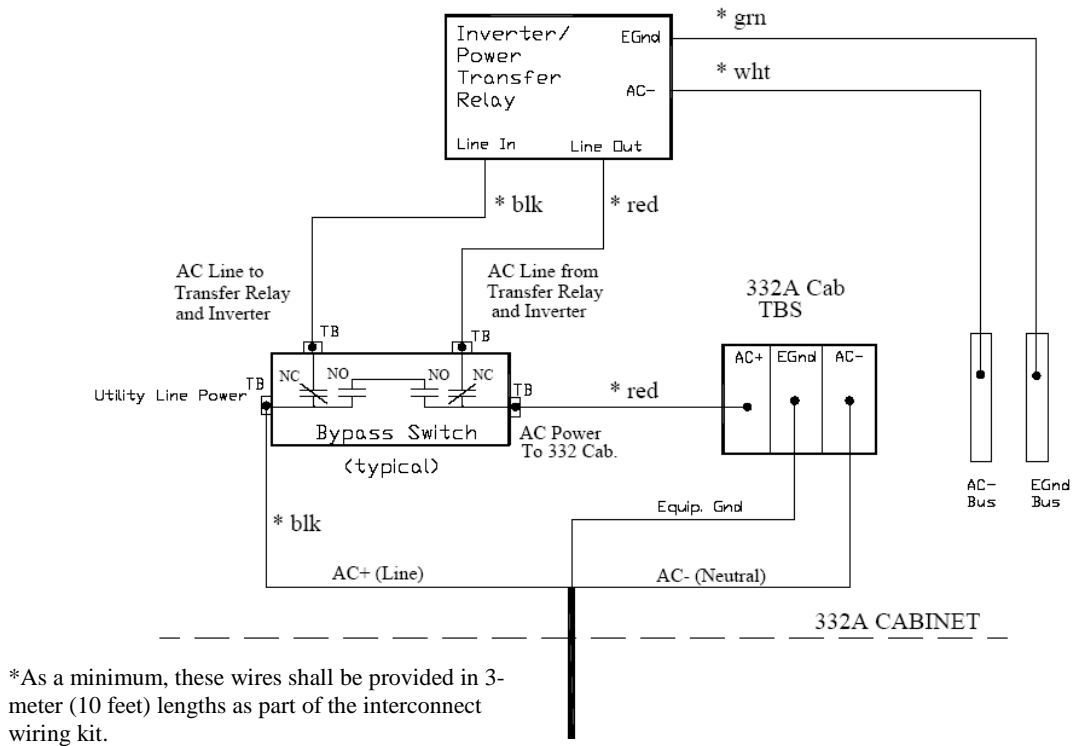 * grn
Inverter/
Power
Transfer
Relay
EGnd
* wht
AC-
Line In
Line Out
* blk
* red
AC Line to
Transfer Relay
and Inverter
AC Line from
Transfer Relay
and Inverter
332A Cab
TBS
TB
TB
AC+
EGnd
AC-
NC
NO
NO
NC
TB
TB
Utility Line Power
* red
Bypass Switch
AC Power
To 332 Cab.
(typical)
AC-
Bus
EGnd
Bus
Equip. Gnd
* blk
AC+ (Line)
AC- (Neutral)
332A CABINET
*As a minimum, these wires shall be provided in 3-
meter (10 feet) lengths as part of the interconnect
wiring kit.